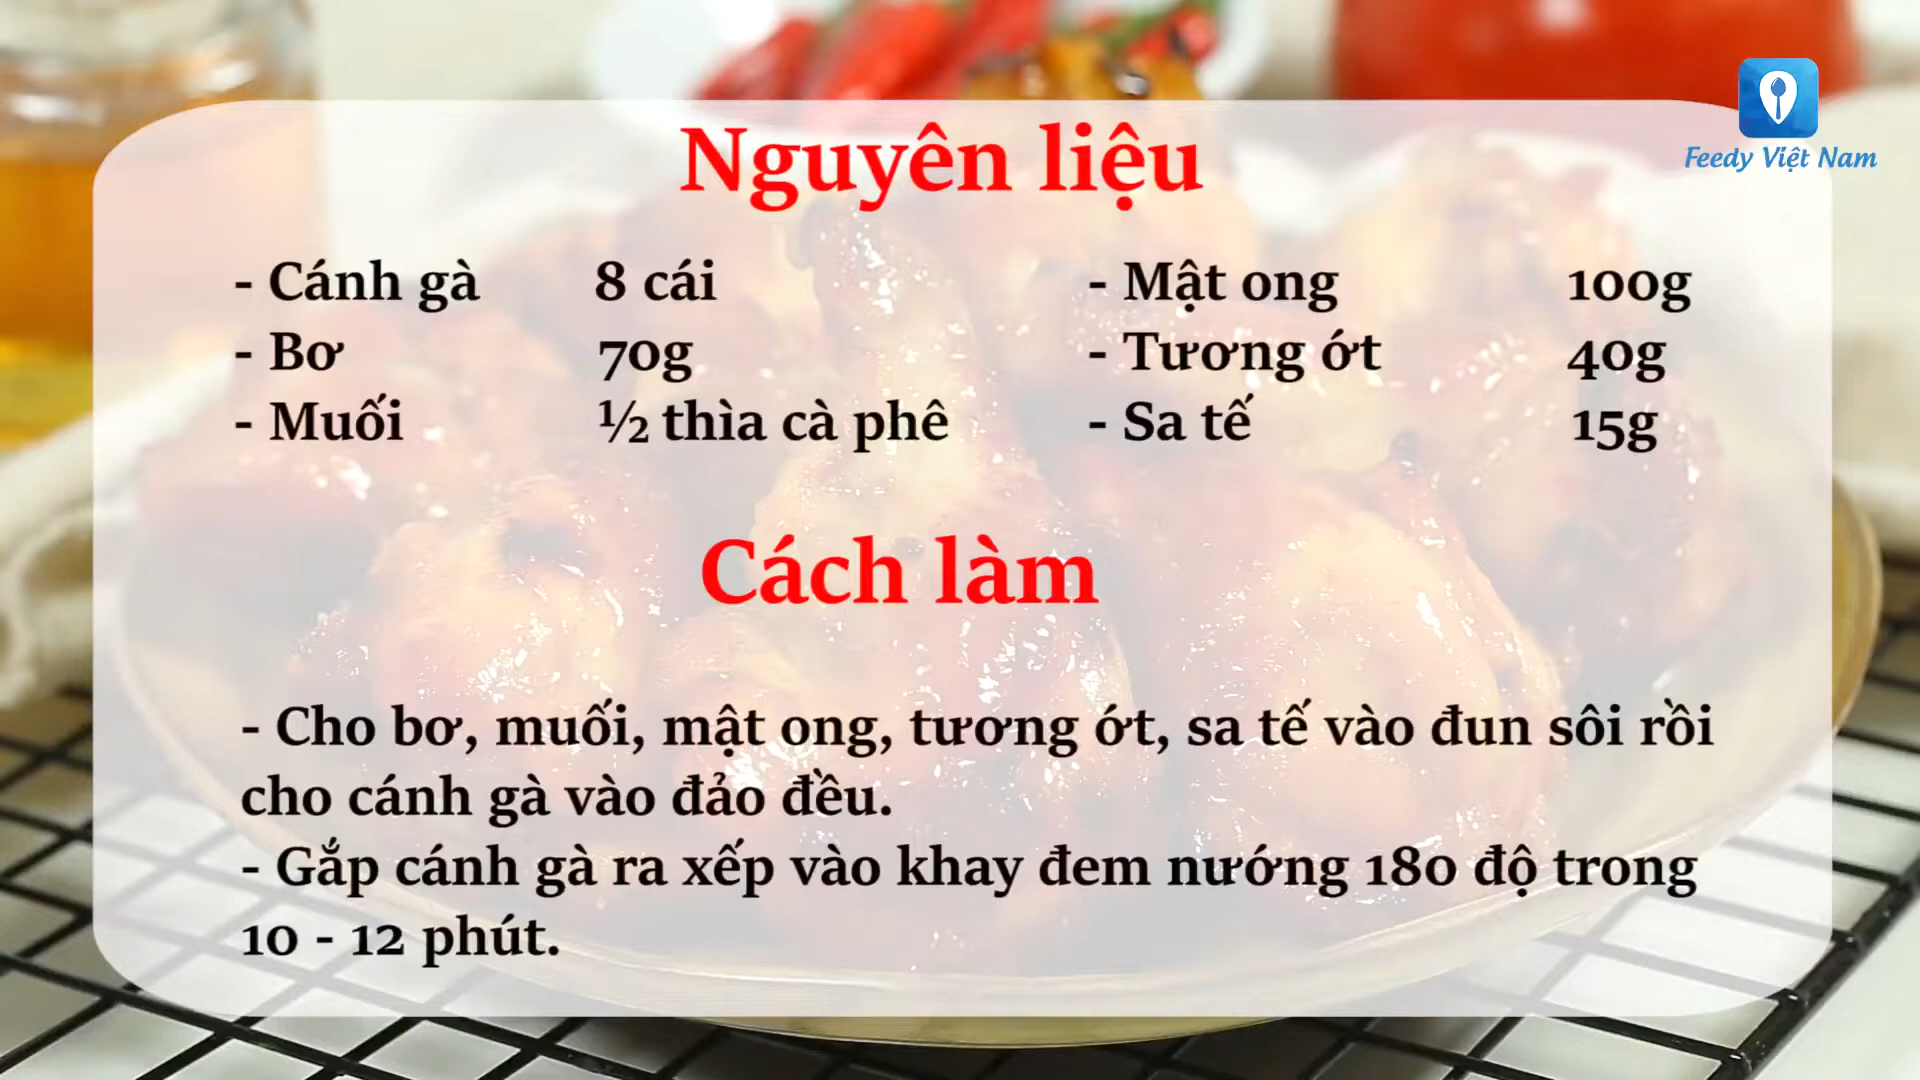 Feedy Việt Nam
Nguyên liệu
- Cánh gà 8 cái - Mật ong 100g
- Bơ 70g - Tương ớt 40g
- Muối ½ thìa cà phê - Sa tế 15g
Cách làm
- Cho bơ, muối, mật ong, tương ớt, sa tế vào đun sôi rồi
cho cánh gà vào đảo đều.
- Gắp cánh gà ra xếp vào khay đem nướng 180 độ trong
10 - 12 phút.